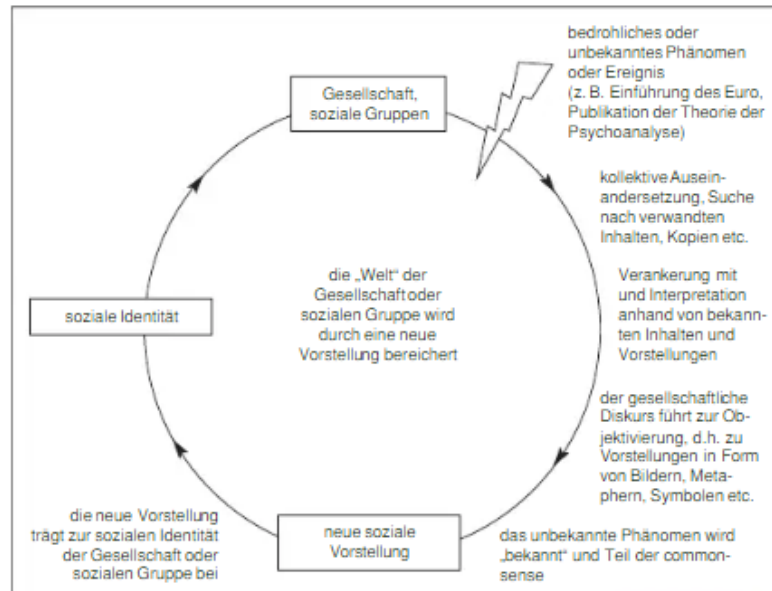 bedrohliches oder
unbekanntes Phänomen
oder Ereignis
(z. B. Einführung des Euro,
Publikation der Theorie der
Psychoanalyse)
Gesellschaft,
soziale Gruppen
kollektive Ausein-
andersetzung, Suche
nach verwandten
Inhalten, Kopien etc.
die „Welt“ der
Gesellschaft oder
sozialen Gruppe wird
durch eine neue
Vorstellung bereichert
Verankerung mit
und Interpretation
anhand von bekann-
ten Inhalten und
Vorstellungen
soziale Identität
der gesellschaftliche
Diskurs führt zur Ob-
jektivierung, d.h. zu
Vorstellungen in Form
von Bildern, Meta-
phern, Symbolen etc.
das unbekannte Phänomen wird
„bekannt“ und Teil der common-
sense
neue soziale
Vorstellung
die neue Vorstellung
trägt zur sozialen Identität
der Gesellschaft oder
sozialen Gruppe bei